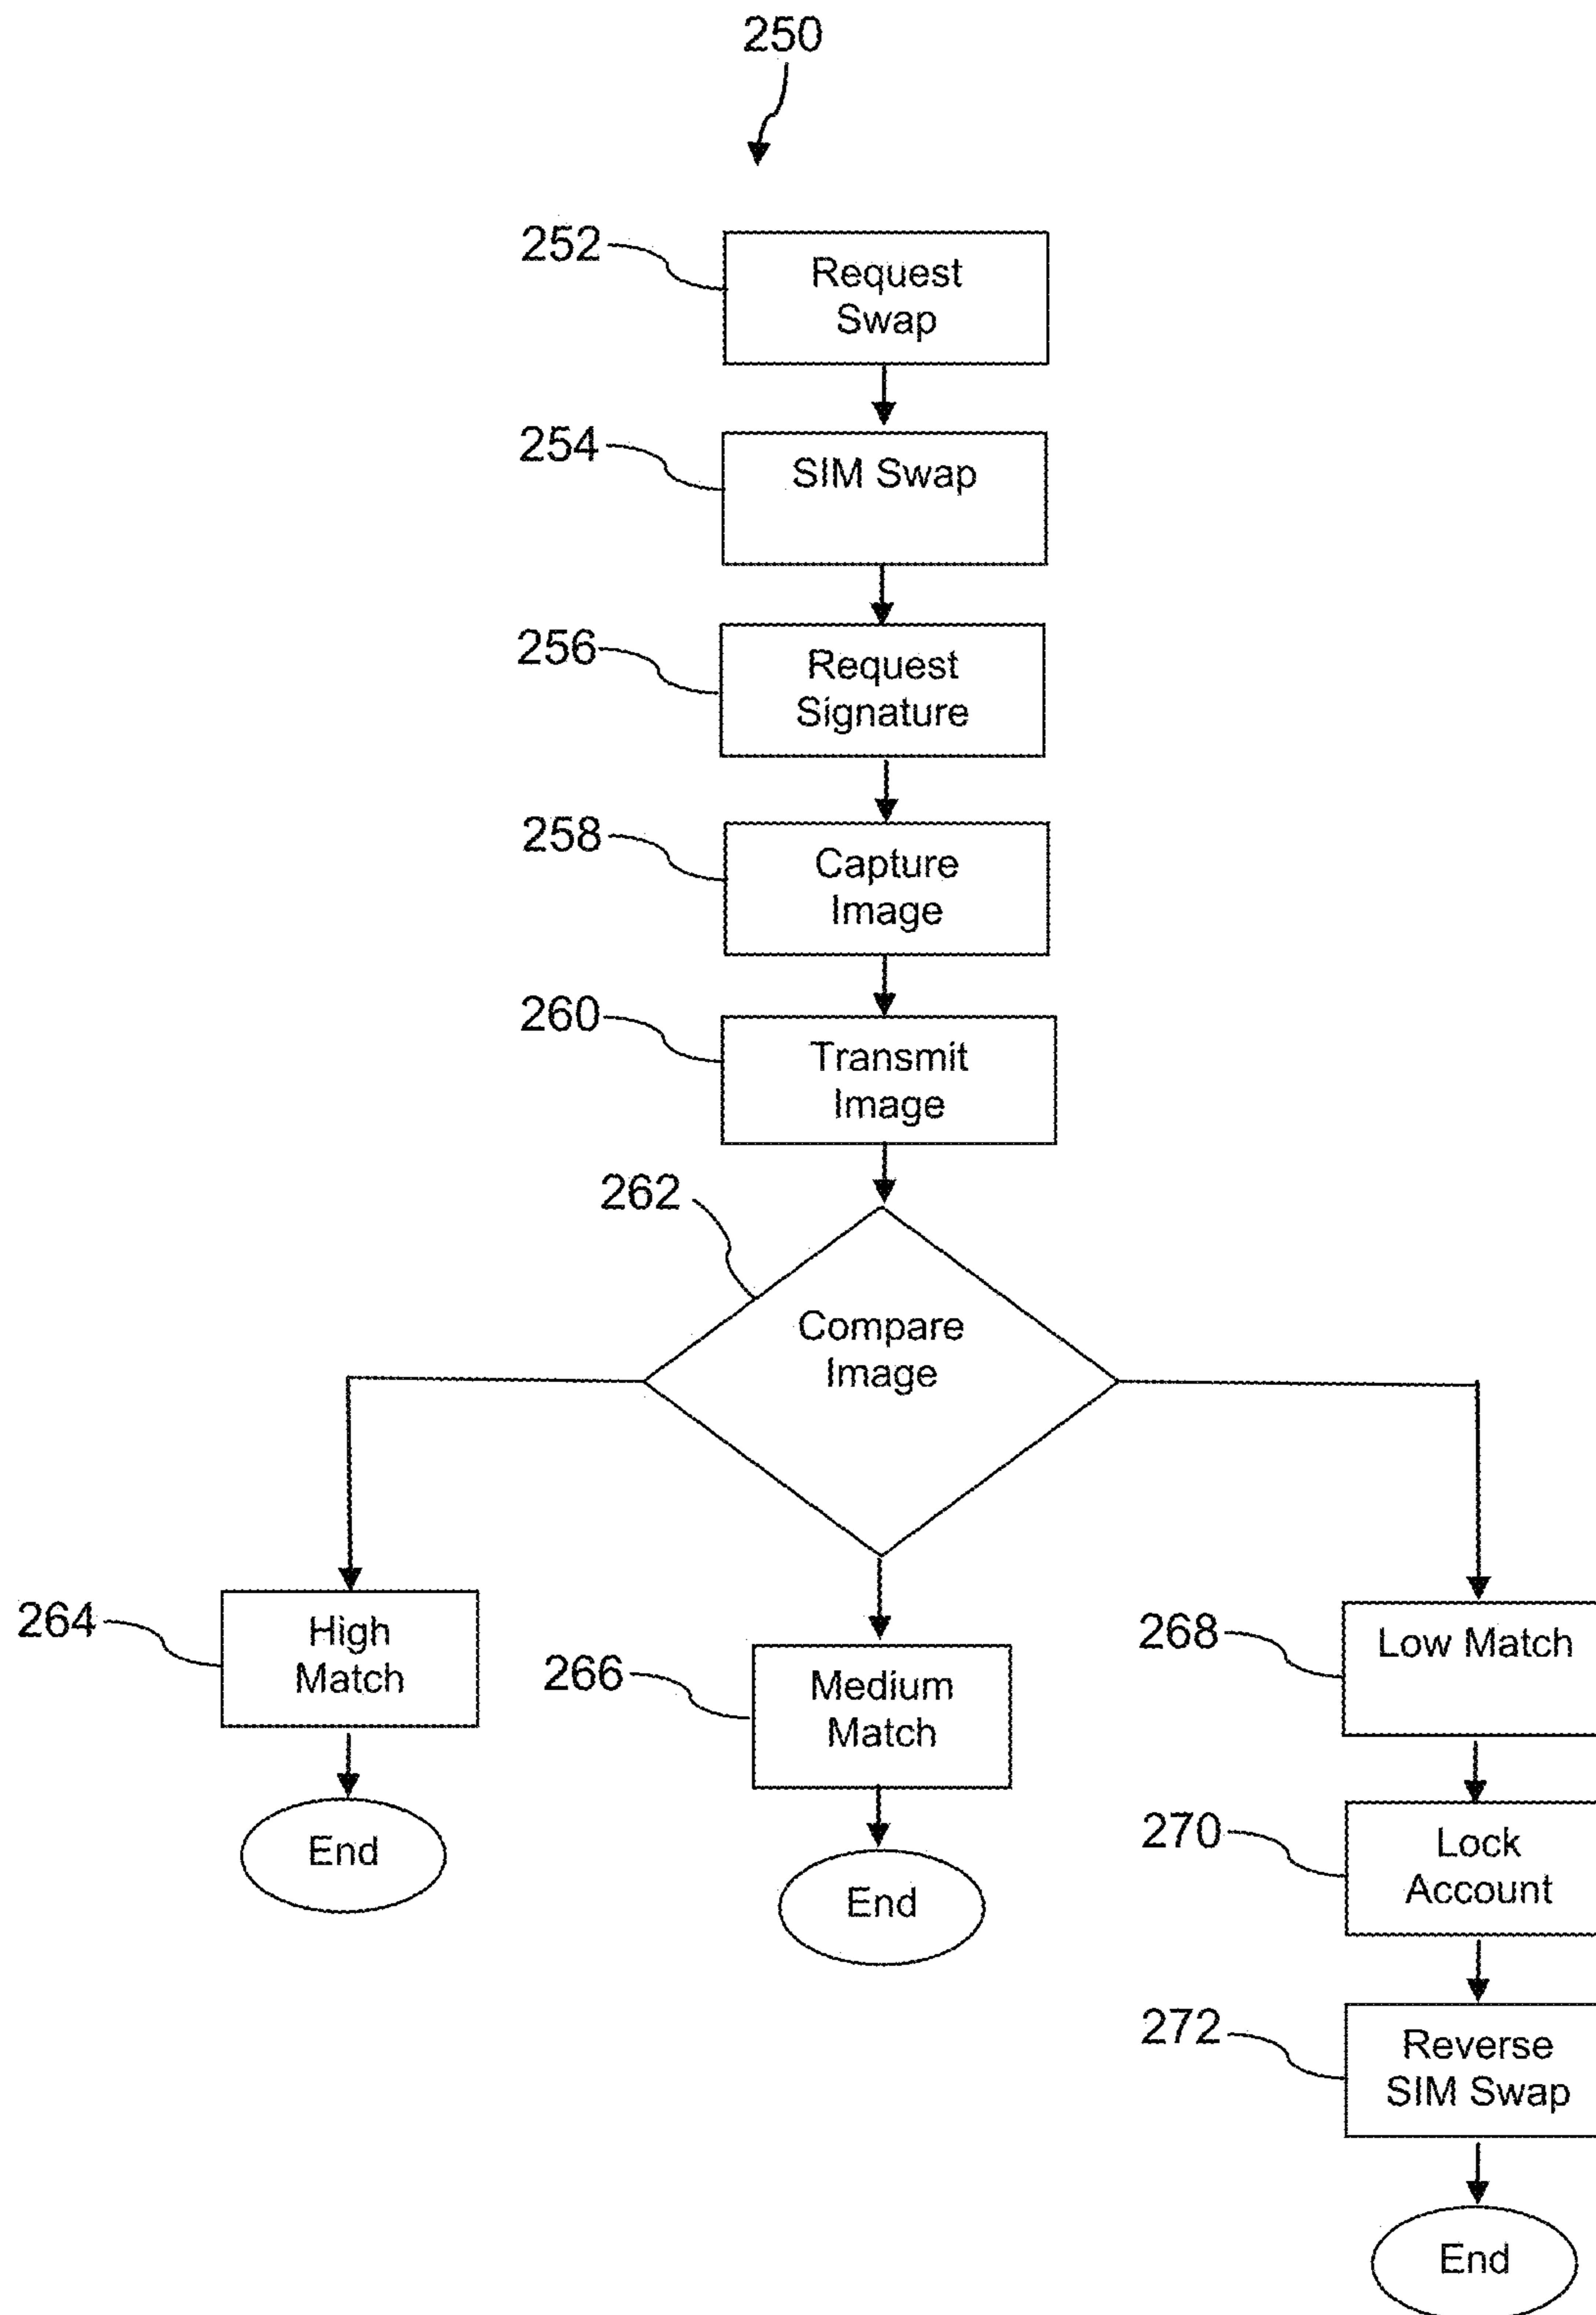 250
252
Request
Swap
254
SIM Swap
256
Request
Signature
258
Capture
Image
260
Transmit
Image
262
Compare
Image
264
High
Match
End
266
Medium
Match
End
268
Low Match
270
Lock
Account
272
Reverse
SIM Swap
End